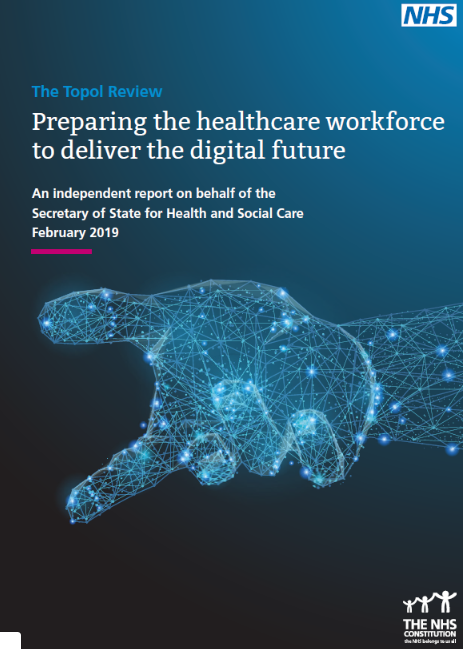 NHS
The Topol Review
Preparing the healthcare workforce
to deliver the digital future
An independent report on behalf of the
Secretary of State for Health and Social Care
February 2019
THE NHS
CONSTITUTION
the NHS belongs to us all